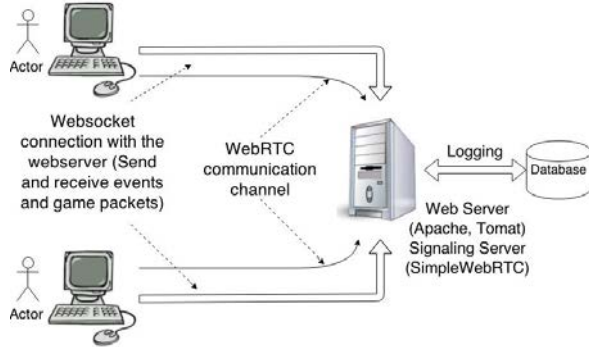 Actor
Websocket
connection with the
webserver (Send
and receive events
and game packets)
WebRTC
communication
channel
Logging
Database
Web Server
(Apache, Tomat)
Signaling Server
(SimpleWebRTC)
Actor